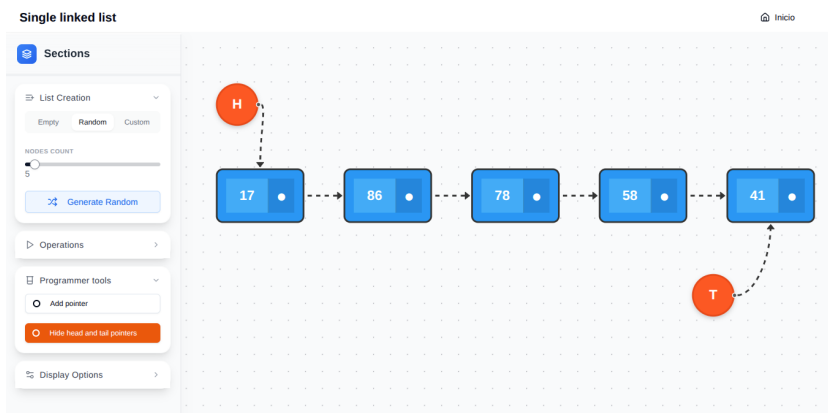 Single linked list
Inicio
Sections
List Creation
Empty Random Custom
NODES COUNT
5
Generate Random
Operations
Programmer tools
Add pointer
Hide head and tail pointers
Display Options
H
17 86 78 58 41
T